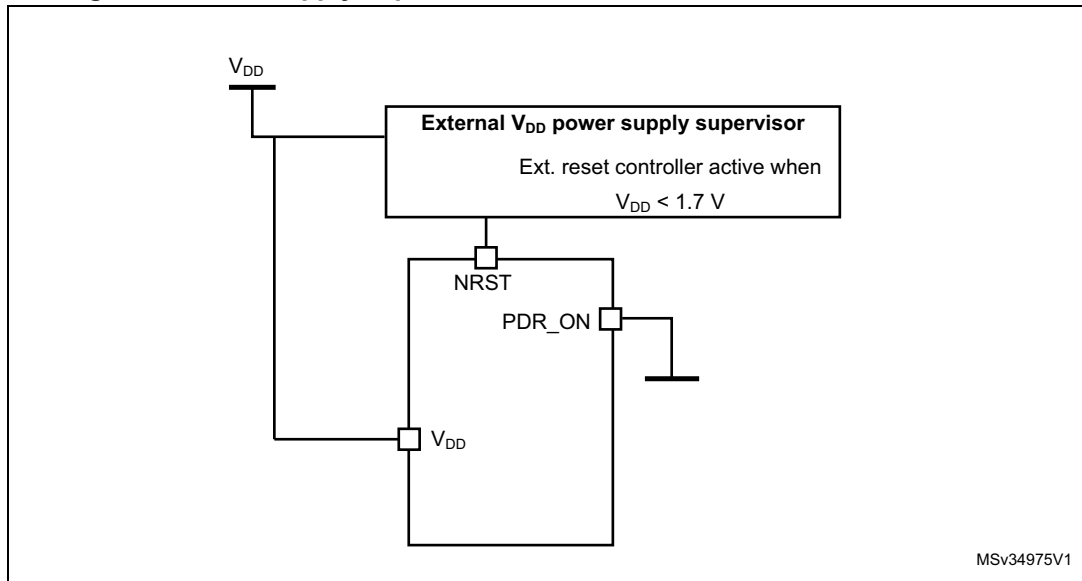 V_DD
External V_DD power supply supervisor
Ext. reset controller active when
V_DD < 1.7 V
NRST
PDR_ON
V_DD
MSv34975V1